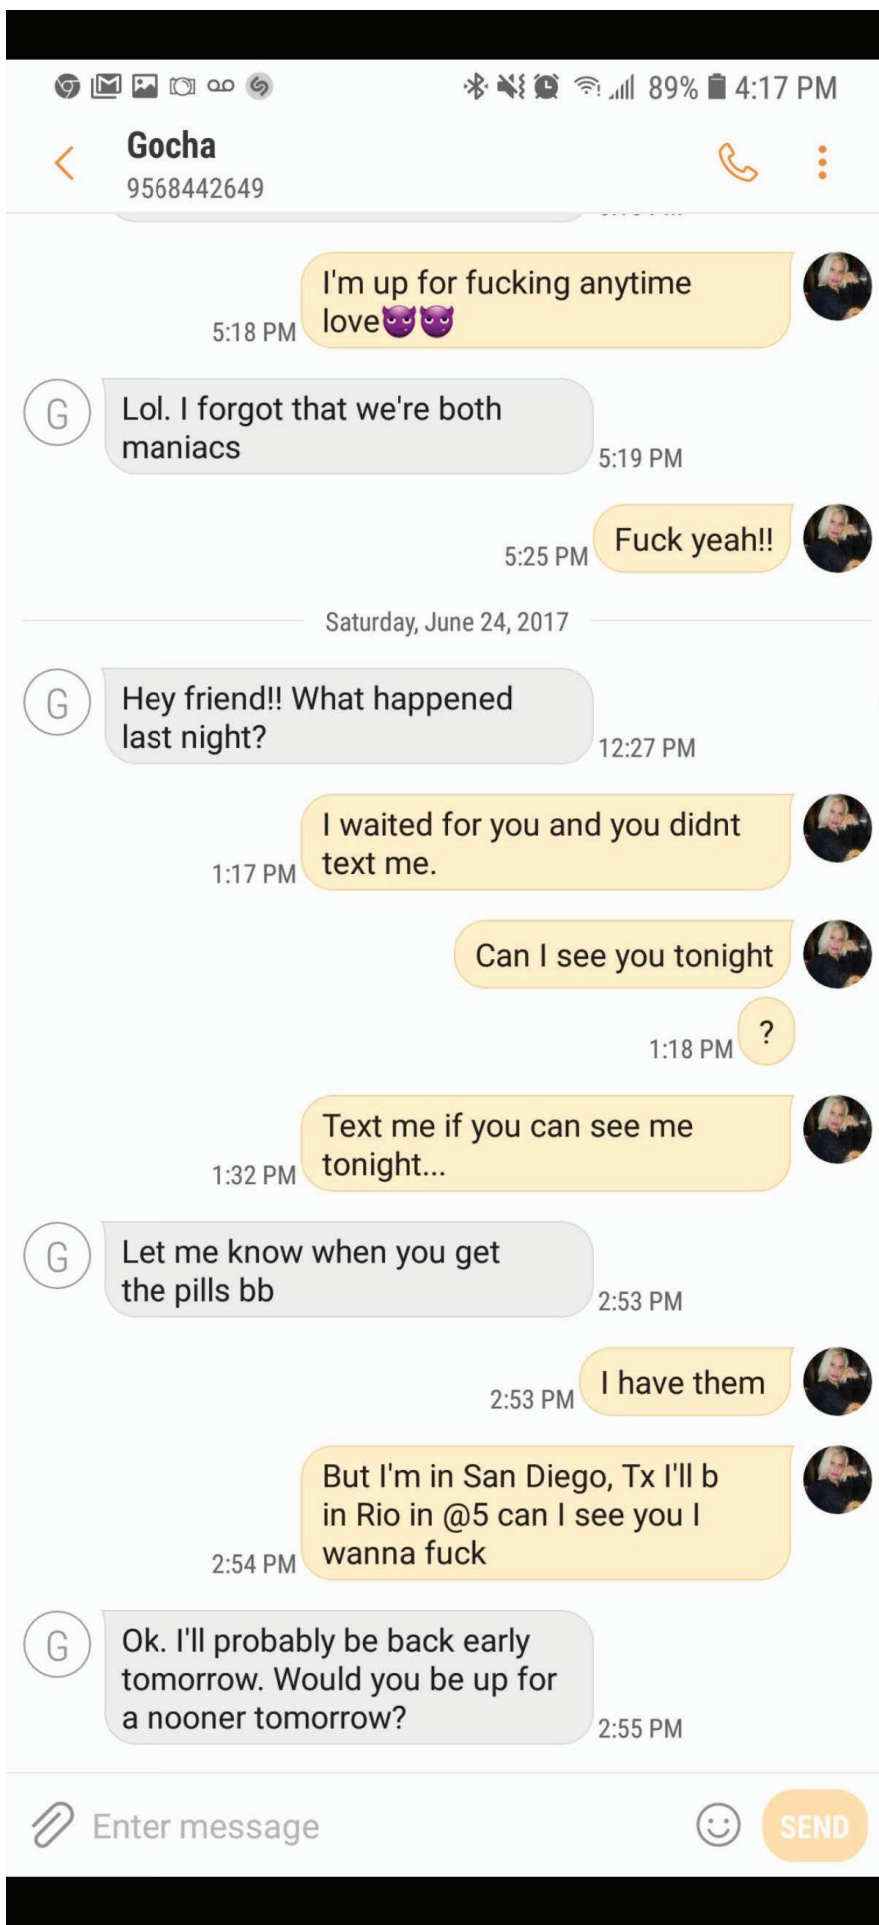 89% 4:17 PM
Gocha
9568442649
I'm up for fucking anytime
love😈😈
5:18 PM
G
Lol. I forgot that we're both
maniacs
5:19 PM
Fuck yeah!!
5:25 PM
Saturday, June 24, 2017
G
Hey friend!! What happened
last night?
12:27 PM
I waited for you and you didnt
text me.
1:17 PM
Can I see you tonight
?
1:18 PM
Text me if you can see me
tonight...
1:32 PM
G
Let me know when you get
the pills bb
2:53 PM
I have them
2:53 PM
But I'm in San Diego, Tx I'll b
in Rio in @5 can I see you I
wanna fuck
2:54 PM
G
Ok. I'll probably be back early
tomorrow. Would you be up for
a nooner tomorrow?
2:55 PM
Enter message
SEND